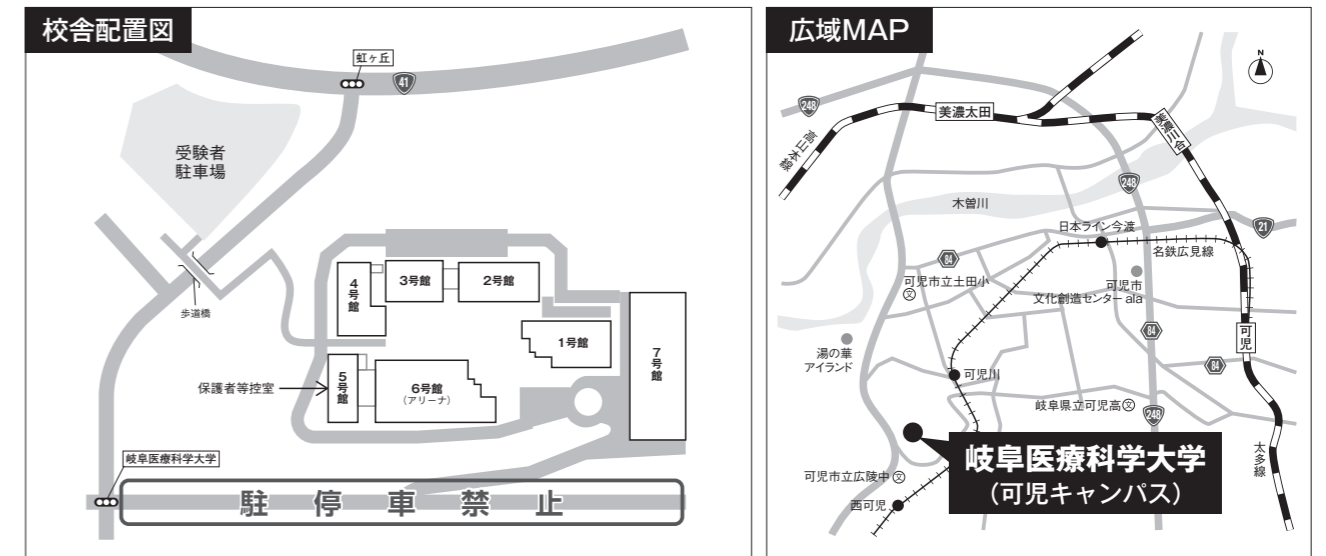 校舎配置図
虹ヶ丘
41
受験者
駐車場
歩道橋
4号館
3号館
2号館
1号館
7号館
保護者等控室
5号館
6号館
(アリーナ)
岐阜医療科学大学
駐停車禁止
広域MAP
N
248
美濃太田
高山本線
美濃川合
248
木曽川
日本ライン今渡
21
名鉄広見線
84
可児市立土田小
文
可児市
文化創造センター ala
84
可児
湯の華
アイランド
可児川
84
岐阜県立可児高
文
248
岐阜医療科学大学
(可児キャンパス)
太多線
可児市立広陵中
文
西可児